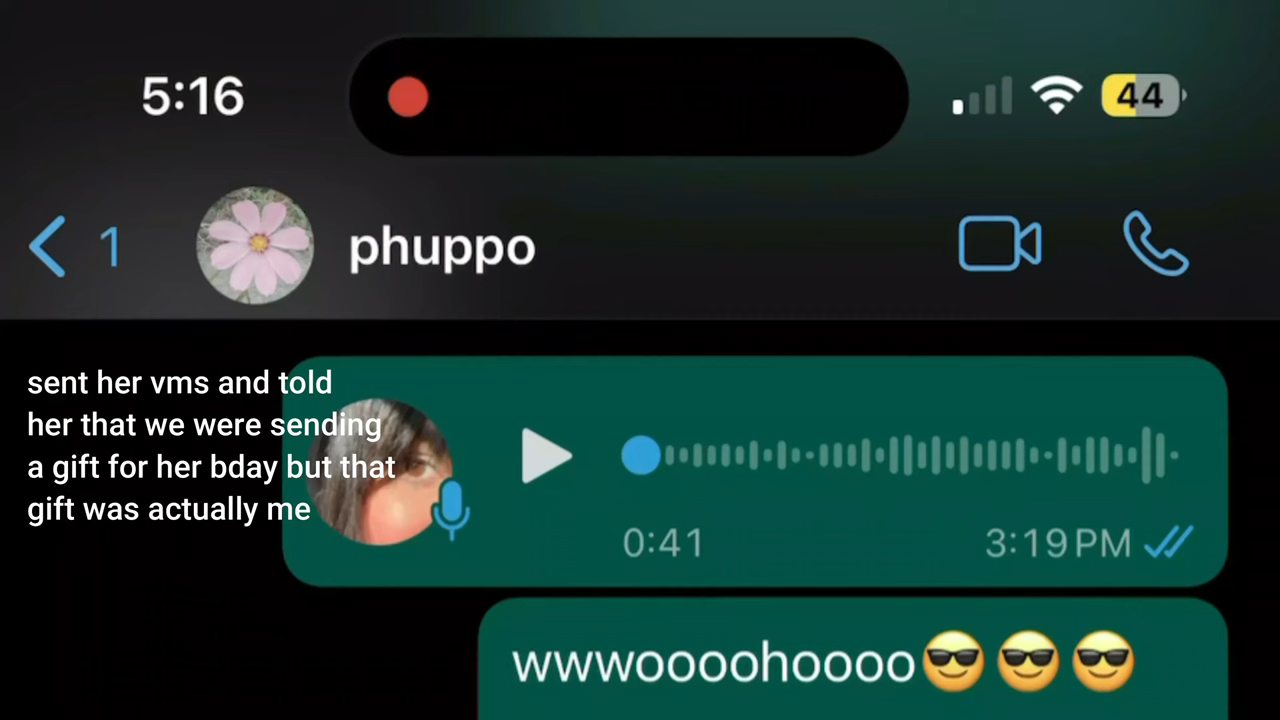 5:16
44
1
phuppo
sent her vms and told
her that we were sending
a gift for her bday but that
gift was actually me
0:41
3:19 PM
wwwoooohoooo😎😎😎